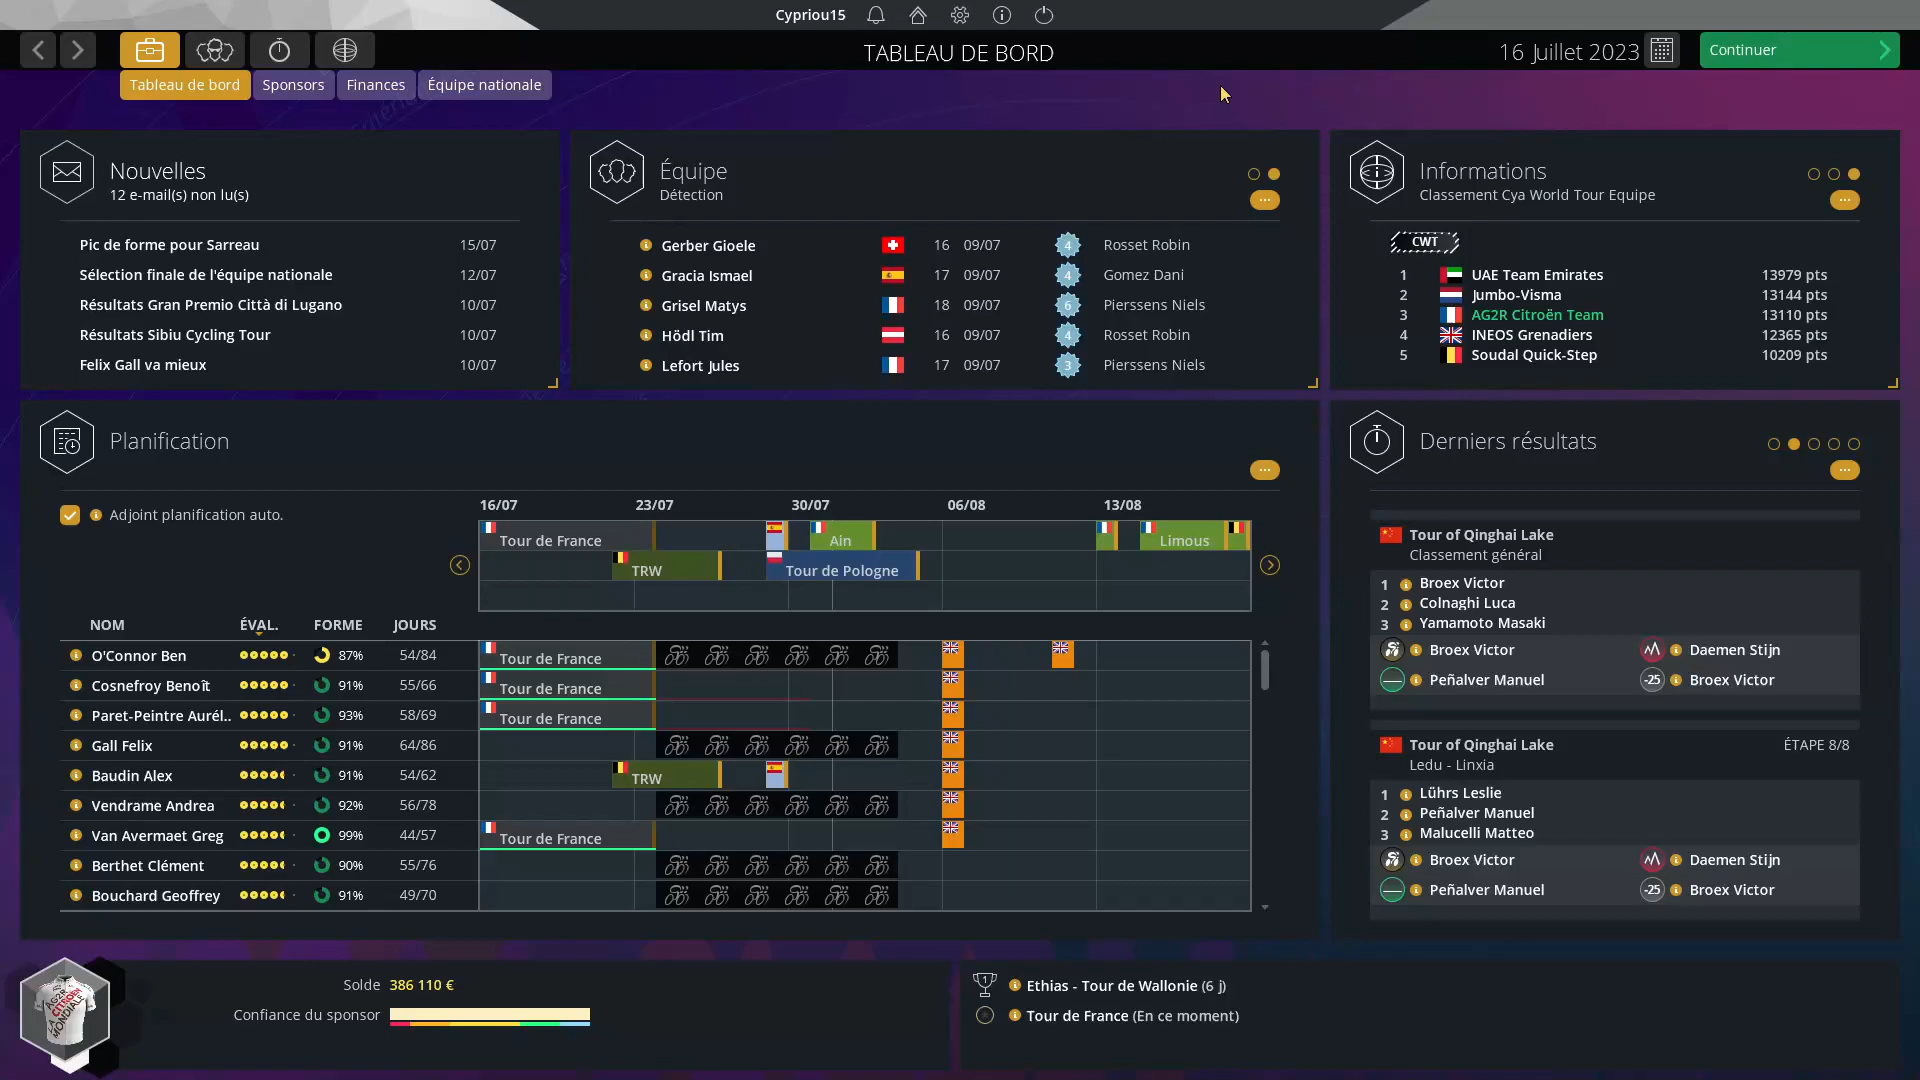 Cypriou15
TABLEAU DE BORD
16 Juillet 2023
Continuer
Tableau de bord
Sponsors
Finances
Équipe nationale
Nouvelles
12 e-mail(s) non lu(s)
Pic de forme pour Sarreau 15/07
Sélection finale de l'équipe nationale 12/07
Résultats Gran Premio Città di Lugano 10/07
Résultats Sibiu Cycling Tour 10/07
Felix Gall va mieux 10/07
Équipe
Détection
Gerber Gioele 16 09/07 4 Rosset Robin
Gracia Ismael 17 09/07 4 Gomez Dani
Grisel Matys 18 09/07 6 Pierssens Niels
Hödl Tim 16 09/07 4 Rosset Robin
Lefort Jules 17 09/07 3 Pierssens Niels
Informations
Classement Cya World Tour Equipe
CWT
1 UAE Team Emirates 13979 pts
2 Jumbo-Visma 13144 pts
3 AG2R Citroën Team 13110 pts
4 INEOS Grenadiers 12365 pts
5 Soudal Quick-Step 10209 pts
Planification
Adjoint planification auto.
16/07 23/07 30/07 06/08 13/08
Tour de France Ain Limous
TRW Tour de Pologne
NOM ÉVAL. FORME JOURS
O'Connor Ben 87% 54/84 Tour de France
Cosnefroy Benoît 91% 55/66 Tour de France
Paret-Peintre Aurél.. 93% 58/69 Tour de France
Gall Felix 91% 64/86
Baudin Alex 91% 54/62 TRW
Vendrame Andrea 92% 56/78
Van Avermaet Greg 99% 44/57 Tour de France
Berthet Clément 90% 55/76
Bouchard Geoffrey 91% 49/70
Derniers résultats
Tour of Qinghai Lake
Classement général
1 Broex Victor
2 Colnaghi Luca
3 Yamamoto Masaki
Broex Victor Daemen Stijn
Peñalver Manuel -25 Broex Victor
Tour of Qinghai Lake ÉTAPE 8/8
Ledu - Linxia
1 Lührs Leslie
2 Peñalver Manuel
3 Malucelli Matteo
Broex Victor Daemen Stijn
Peñalver Manuel -25 Broex Victor
AG2R
CITROËN
LA MONDIALE
Solde 386 110 €
Confiance du sponsor
1 Ethias - Tour de Wallonie (6 j)
Tour de France (En ce moment)